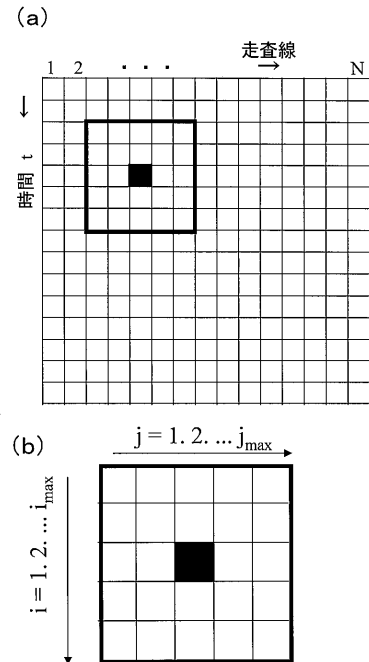 (a)
走査線
→
1 2 ・ ・ ・ N
↓
時間 t
(b)
j = 1. 2. ... jmax
i = 1. 2. ... imax